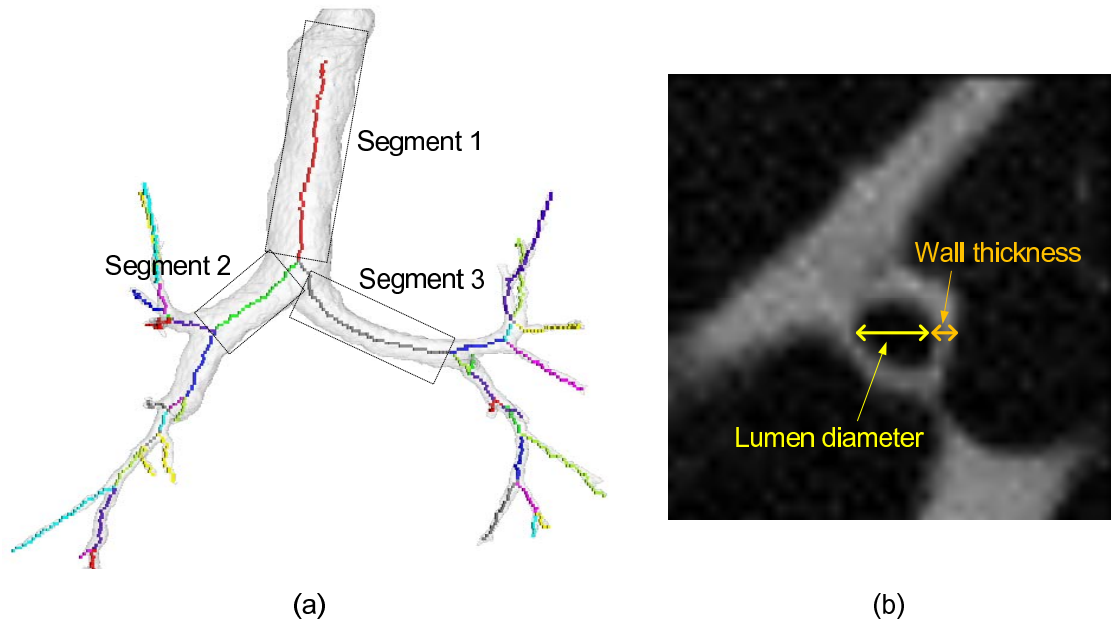 Segment 1
Segment 2
Segment 3
Wall thickness
Lumen diameter
(a)
(b)